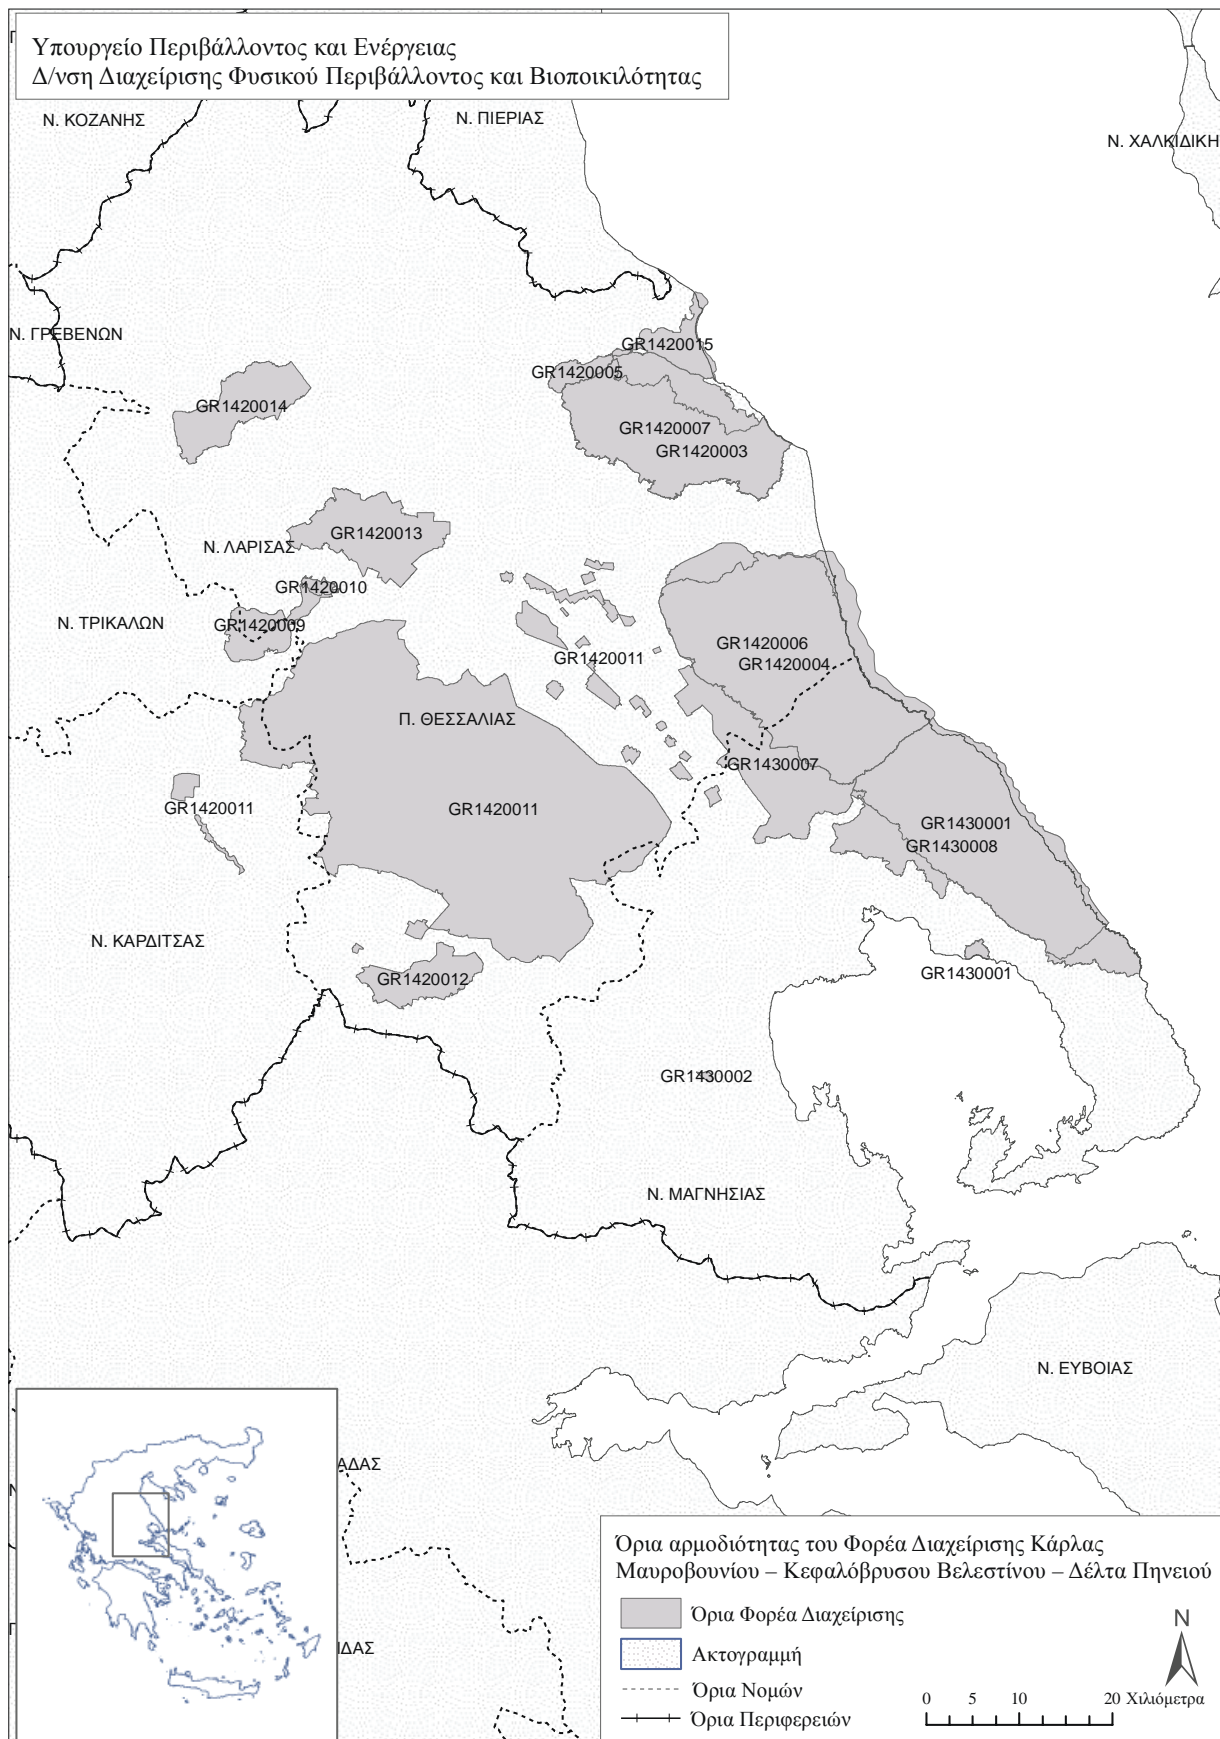 Υπουργείο Περιβάλλοντος και Ενέργειας
Δ/νση Διαχείρισης Φυσικού Περιβάλλοντος και Βιοποικιλότητας
Ν. ΚΟΖΑΝΗΣ
Ν. ΠΙΕΡΙΑΣ
Ν. ΧΑΛΚΙΔΙΚΗ
Ν. ΓΡΕΒΕΝΩΝ
GR1420015
GR1420005
GR1420014
GR1420007
GR1420003
GR1420013
Ν. ΛΑΡΙΣΑΣ
GR1420010
Ν. ΤΡΙΚΑΛΩΝ
GR1420009
GR1420006
GR1420011
GR1420004
Π. ΘΕΣΣΑΛΙΑΣ
GR1430007
GR1420011
GR1420011
GR1430001
GR1430008
Ν. ΚΑΡΔΙΤΣΑΣ
GR1420012
GR1430001
GR1430002
Ν. ΜΑΓΝΗΣΙΑΣ
Ν. ΕΥΒΟΙΑΣ
ΑΔΑΣ
ΙΔΑΣ
Όρια αρμοδιότητας του Φορέα Διαχείρισης Κάρλας
Μαυροβουνίου – Κεφαλόβρυσου Βελεστίνου – Δέλτα Πηνειού
Όρια Φορέα Διαχείρισης
N
Ακτογραμμή
Όρια Νομών
0 5 10 20 Χιλιόμετρα
Όρια Περιφερειών